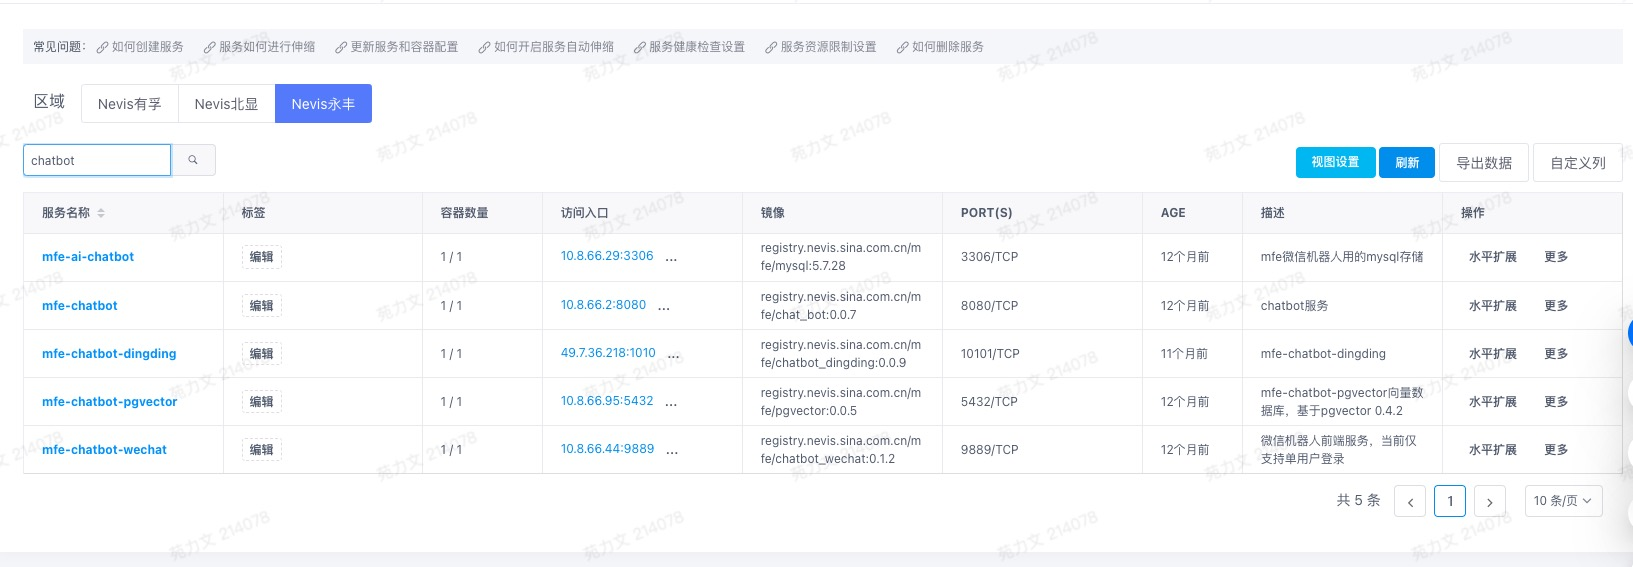 常见问题: 如何创建服务 服务如何进行伸缩 更新服务和容器配置 如何开启服务自动伸缩 服务健康检查设置 服务资源限制设置 如何删除服务
区域 Nevis有孚 Nevis北显 Nevis永丰
chatbot
视图设置 刷新 导出数据 自定义列
服务名称 标签 容器数量 访问入口 镜像 PORT(S) AGE 描述 操作
mfe-ai-chatbot 编辑 1 / 1 10.8.66.29:3306 ... registry.nevis.sina.com.cn/m
fe/mysql:5.7.28 3306/TCP 12个月前 mfe微信机器人用的mysql存储 水平扩展 更多
mfe-chatbot 编辑 1 / 1 10.8.66.2:8080 ... registry.nevis.sina.com.cn/m
fe/chat_bot:0.0.7 8080/TCP 12个月前 chatbot服务 水平扩展 更多
mfe-chatbot-dingding 编辑 1 / 1 49.7.36.218:1010 ... registry.nevis.sina.com.cn/m
fe/chatbot_dingding:0.0.9 10101/TCP 11个月前 mfe-chatbot-dingding 水平扩展 更多
mfe-chatbot-pgvector 编辑 1 / 1 10.8.66.95:5432 ... registry.nevis.sina.com.cn/m
fe/pgvector:0.0.5 5432/TCP 12个月前 mfe-chatbot-pgvector向量数
据库，基于pgvector 0.4.2 水平扩展 更多
mfe-chatbot-wechat 编辑 1 / 1 10.8.66.44:9889 ... registry.nevis.sina.com.cn/m
fe/chatbot_wechat:0.1.2 9889/TCP 12个月前 微信机器人前端服务，当前仅
支持单用户登录 水平扩展 更多
共 5 条 1 10 条/页
苑力文 214078